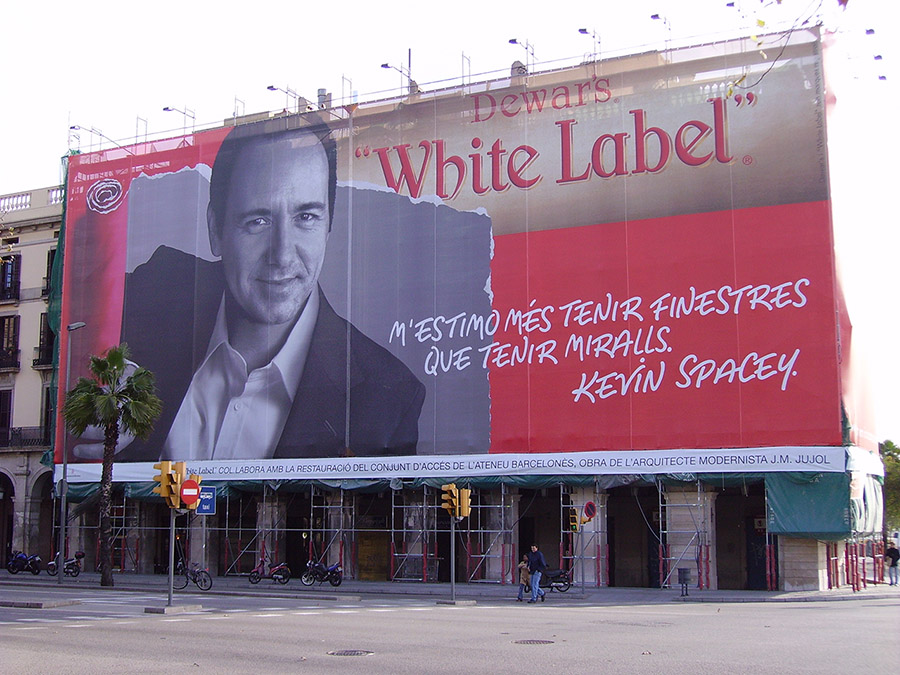 Dewar's
"White Label"®
M'ESTIMO MÉS TENIR FINESTRES
QUE TENIR MIRALLS.
KEVIN SPACEY.
White Label" COL·LABORA AMB LA RESTAURACIÓ DEL CONJUNT D'ACCÉS DE L'ATENEU BARCELONÈS, OBRA DE L'ARQUITECTE MODERNISTA J.M. JUJOL